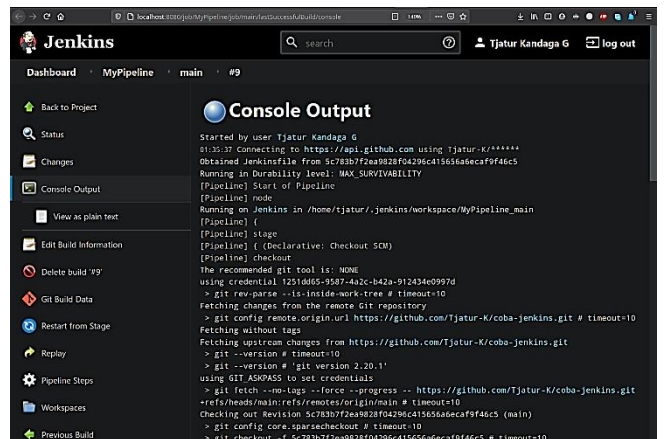 localhost:8080/job/MyPipeline/job/main/lastSuccessfulBuild/console
140%
Jenkins
search
Tjatur Kandaga G
log out
Dashboard
MyPipeline
main
#9
Back to Project
Status
Changes
Console Output
View as plain text
Edit Build Information
Delete build '#9'
Git Build Data
Restart from Stage
Replay
Pipeline Steps
Workspaces
Previous Build
Console Output
Started by user Tjatur Kandaga G
01:35:37 Connecting to https://api.github.com using Tjatur-K/******
Obtained Jenkinsfile from 5c783b7f2ea9828f04296c415656a6ecaf9f46c5
Running in Durability level: MAX_SURVIVABILITY
[Pipeline] Start of Pipeline
[Pipeline] node
Running on Jenkins in /home/tjatur/.jenkins/workspace/MyPipeline_main
[Pipeline] {
[Pipeline] stage
[Pipeline] { (Declarative: Checkout SCM)
[Pipeline] checkout
The recommended git tool is: NONE
using credential 1251dd65-9587-4a2c-b42a-912434e0997d
> git rev-parse --is-inside-work-tree # timeout=10
Fetching changes from the remote Git repository
> git config remote.origin.url https://github.com/Tjatur-K/coba-jenkins.git # timeout=10
Fetching without tags
Fetching upstream changes from https://github.com/Tjatur-K/coba-jenkins.git
> git --version # timeout=10
> git --version # 'git version 2.20.1'
using GIT_ASKPASS to set credentials
> git fetch --no-tags --force --progress -- https://github.com/Tjatur-K/coba-jenkins.git
+refs/heads/main:refs/remotes/origin/main # timeout=10
Checking out Revision 5c783b7f2ea9828f04296c415656a6ecaf9f46c5 (main)
> git config core.sparsecheckout # timeout=10
> git checkout -f 5c783b7f2ea9828f04296c415656a6ecaf9f46c5 # timeout=10